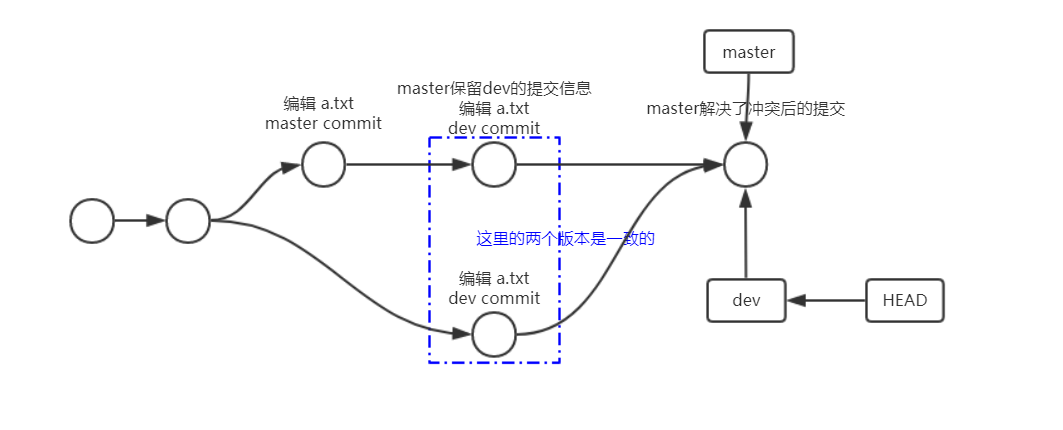 master
master保留dev的提交信息
编辑 a.txt
master commit
编辑 a.txt
dev commit
master解决了冲突后的提交
这里的两个版本是一致的
编辑 a.txt
dev commit
dev
HEAD